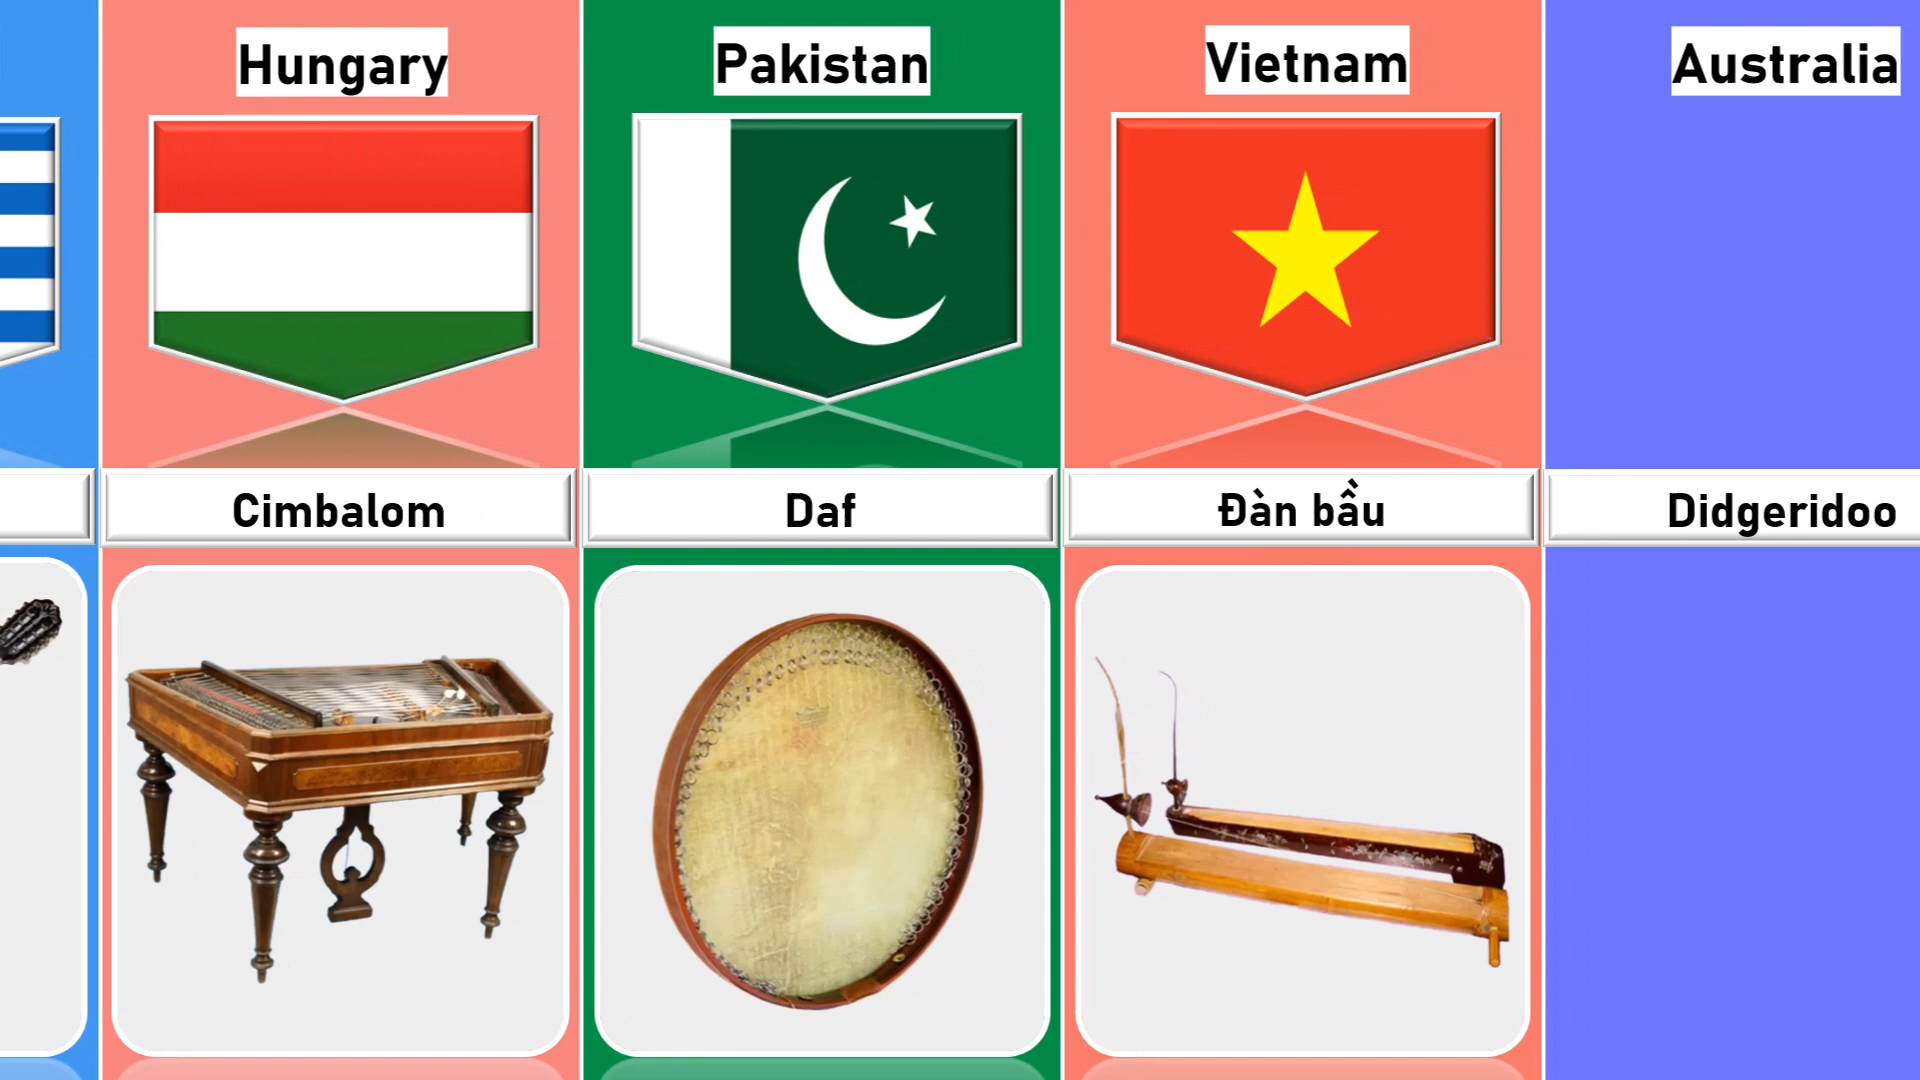 Hungary
Pakistan
Vietnam
Australia
Cimbalom
Daf
Đàn bầu
Didgeridoo